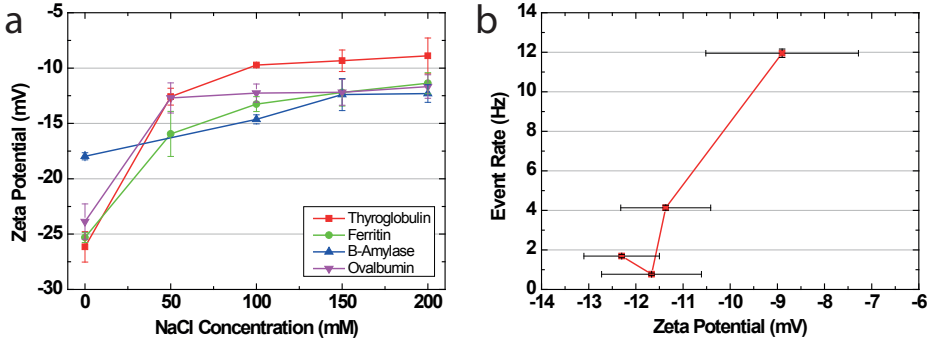 a
Zeta Potential (mV)
-5
-10
-15
-20
-25
-30
0 50 100 150 200
NaCl Concentration (mM)
Thyroglobulin
Ferritin
B-Amylase
Ovalbumin
b
Event Rate (Hz)
14
12
10
8
6
4
2
0
-14 -13 -12 -11 -10 -9 -8 -7 -6
Zeta Potential (mV)